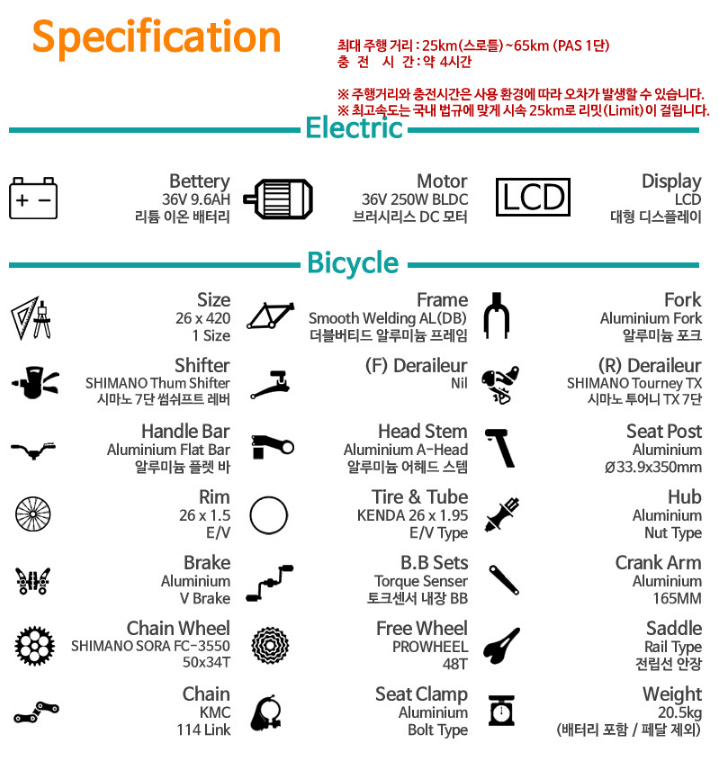 Specification
최대 주행 거리 : 25km(스로틀)~65km (PAS 1단)
충 전 시 간 : 약 4시간
※ 주행거리와 충전시간은 사용 환경에 따라 오차가 발생할 수 있습니다.
※ 최고속도는 국내 법규에 맞게 시속 25km로 리밋(Limit)이 걸립니다.
Electric
Bettery
36V 9.6AH
리튬 이온 배터리
Motor
36V 250W BLDC
브러시리스 DC 모터
LCD
Display
LCD
대형 디스플레이
Bicycle
Size
26 x 420
1 Size
Frame
Smooth Welding AL(DB)
더블버티드 알루미늄 프레임
Fork
Aluminium Fork
알루미늄 포크
Shifter
SHIMANO Thum Shifter
시마노 7단 썸쉬프트 레버
(F) Deraileur
Nil
(R) Deraileur
SHIMANO Tourney TX
시마노 투어니 TX 7단
Handle Bar
Aluminium Flat Bar
알루미늄 플렛 바
Head Stem
Aluminium A-Head
알루미늄 어헤드 스템
Seat Post
Aluminium
Ø33.9x350mm
Rim
26 x 1.5
E/V
Tire & Tube
KENDA 26 x 1.95
E/V Type
Hub
Aluminium
Nut Type
Brake
Aluminium
V Brake
B.B Sets
Torque Senser
토크센서 내장 BB
Crank Arm
Aluminium
165MM
Chain Wheel
SHIMANO SORA FC-3550
50x34T
Free Wheel
PROWHEEL
48T
Saddle
Rail Type
전립선 안장
Chain
KMC
114 Link
Seat Clamp
Aluminium
Bolt Type
Weight
20.5kg
(배터리 포함 / 페달 제외)